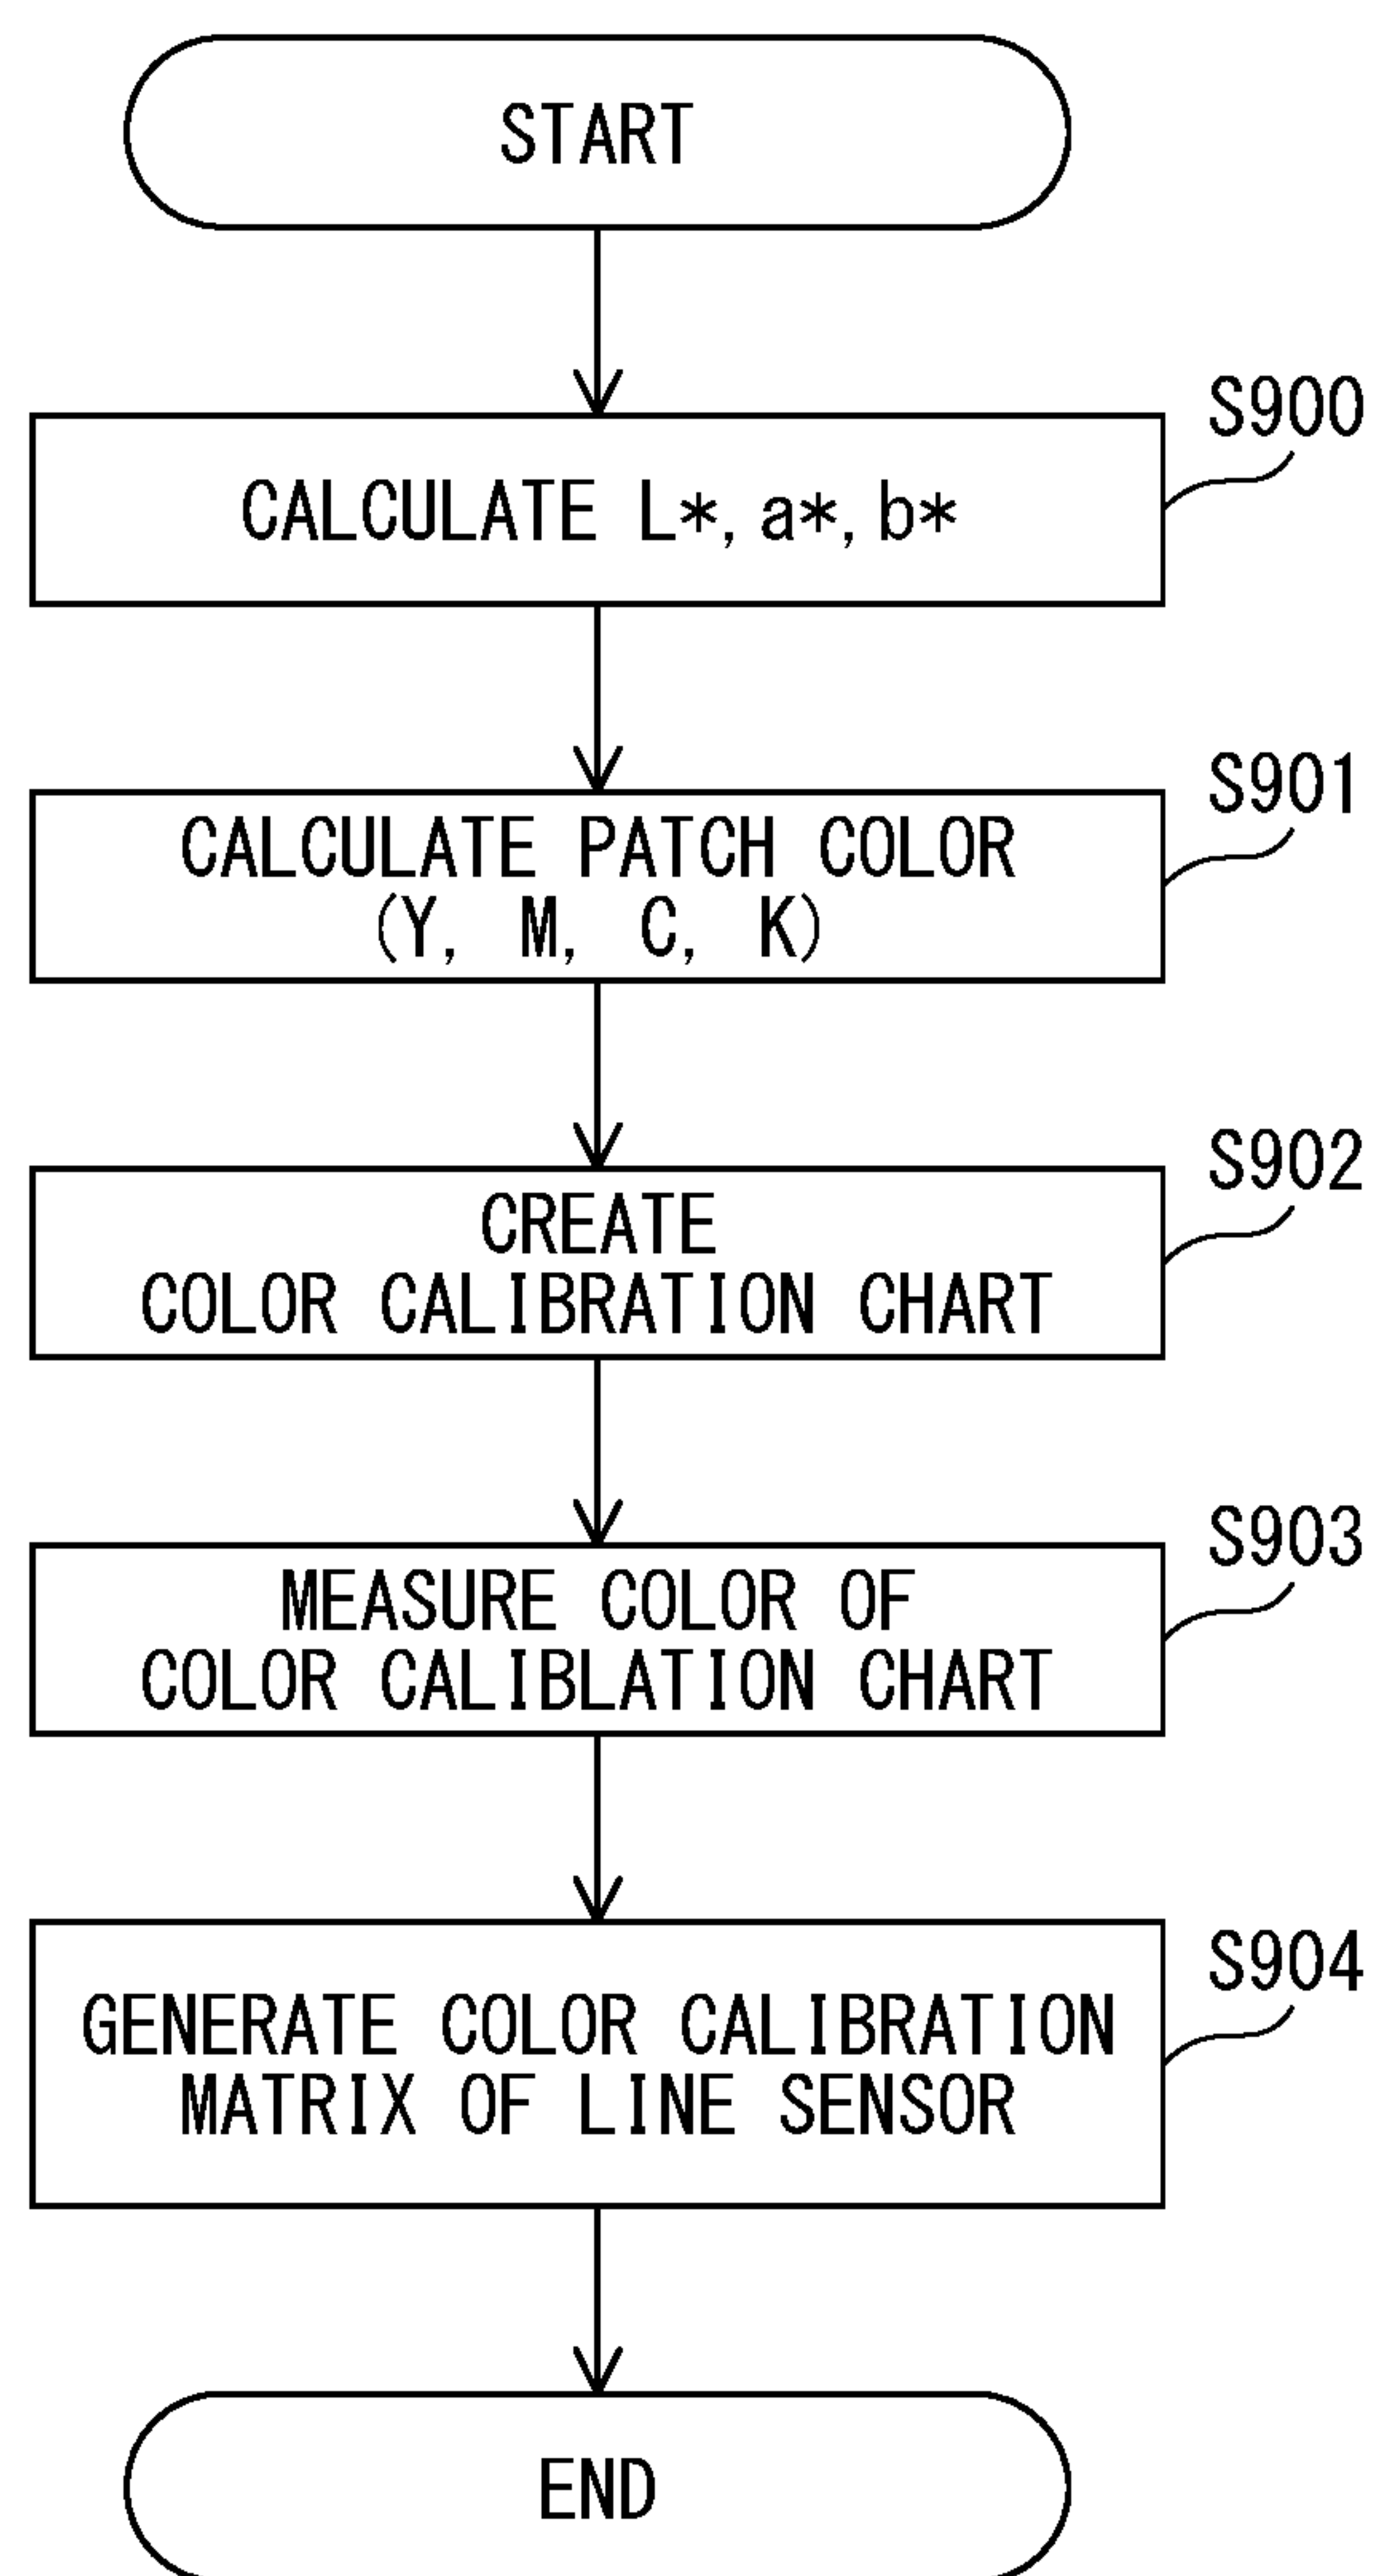 START
S900
CALCULATE L*, a*, b*
S901
CALCULATE PATCH COLOR
(Y, M, C, K)
S902
CREATE
COLOR CALIBRATION CHART
S903
MEASURE COLOR OF
COLOR CALIBLATION CHART
S904
GENERATE COLOR CALIBRATION
MATRIX OF LINE SENSOR
END